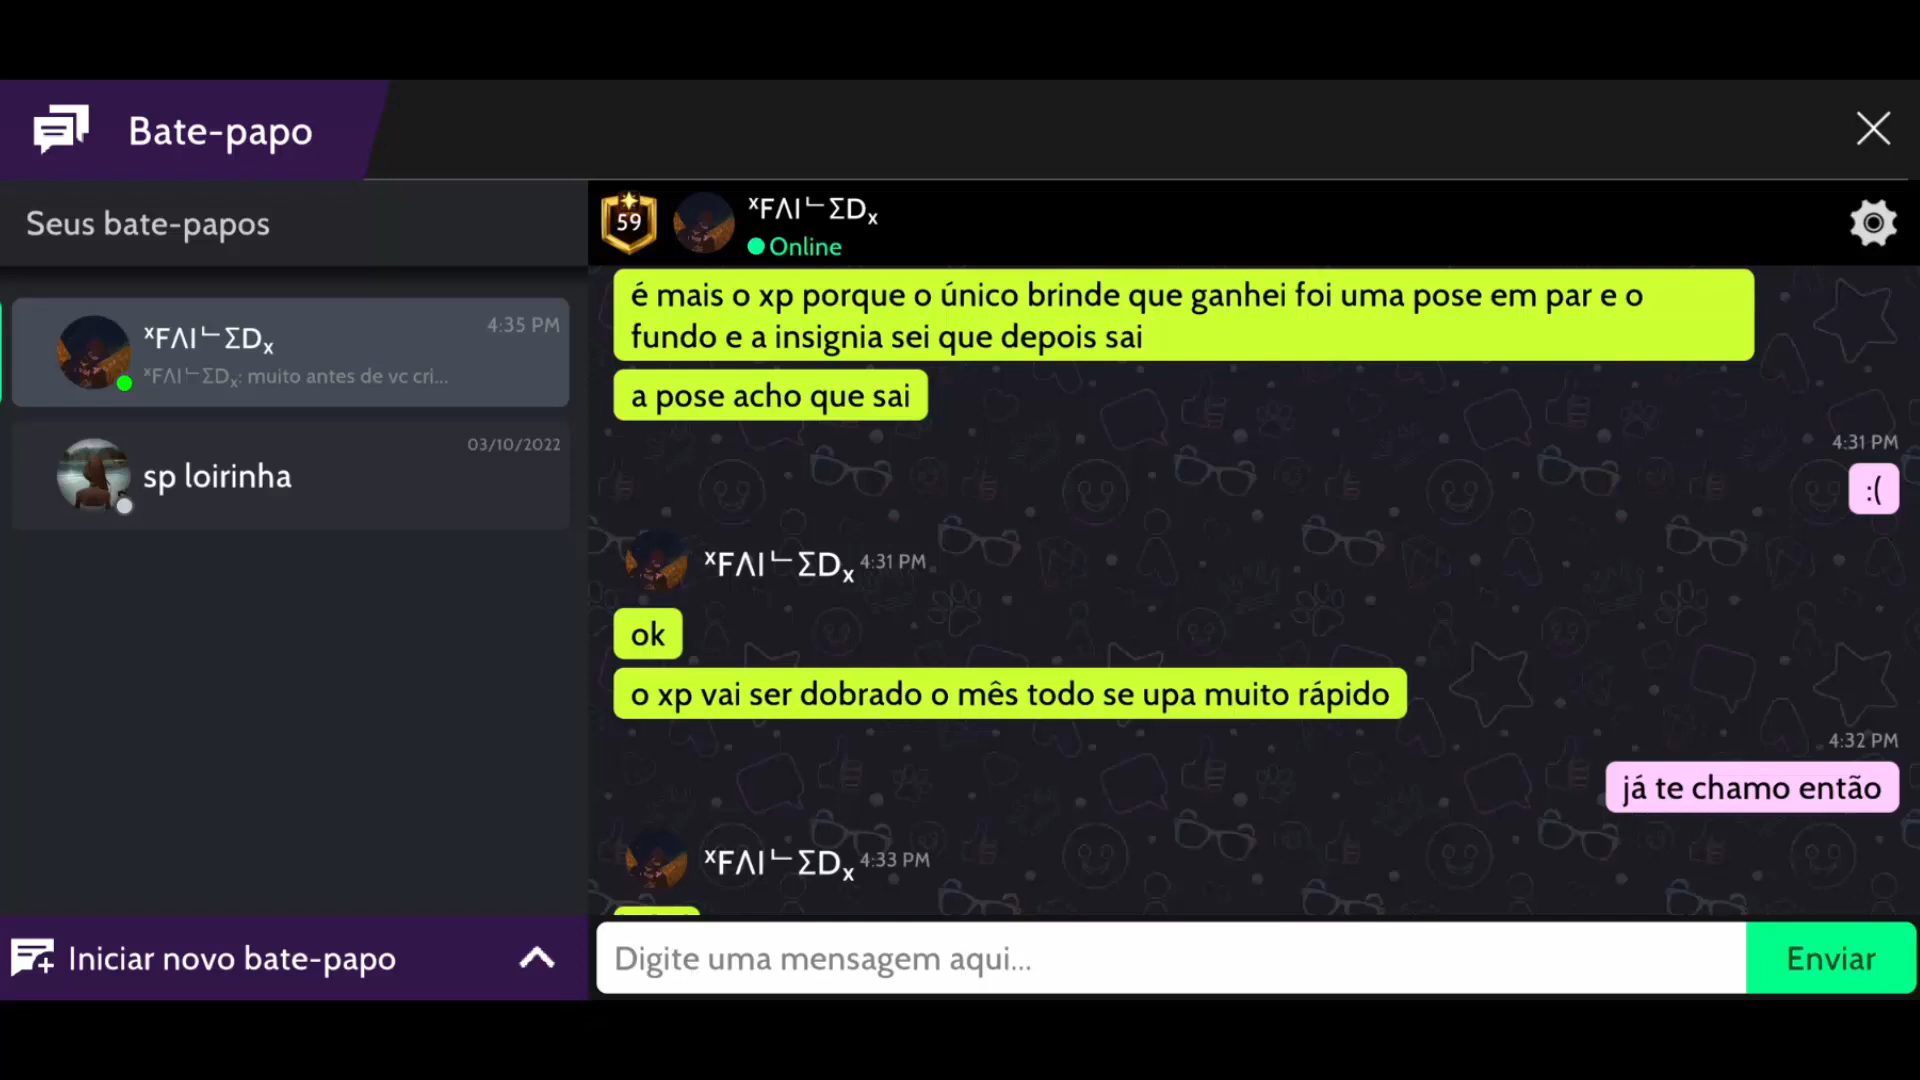 Bate-papo
Seus bate-papos
ˣFΛI㇄ΣDₓ
4:35 PM
ˣFΛI㇄ΣDₓ: muito antes de vc cri...
sp loirinha
03/10/2022
Iniciar novo bate-papo
59
ˣFΛI㇄ΣDₓ
Online
é mais o xp porque o único brinde que ganhei foi uma pose em par e o
fundo e a insignia sei que depois sai
a pose acho que sai
4:31 PM
:(
ˣFΛI㇄ΣDₓ 4:31 PM
ok
o xp vai ser dobrado o mês todo se upa muito rápido
4:32 PM
já te chamo então
ˣFΛI㇄ΣDₓ 4:33 PM
Digite uma mensagem aqui...
Enviar